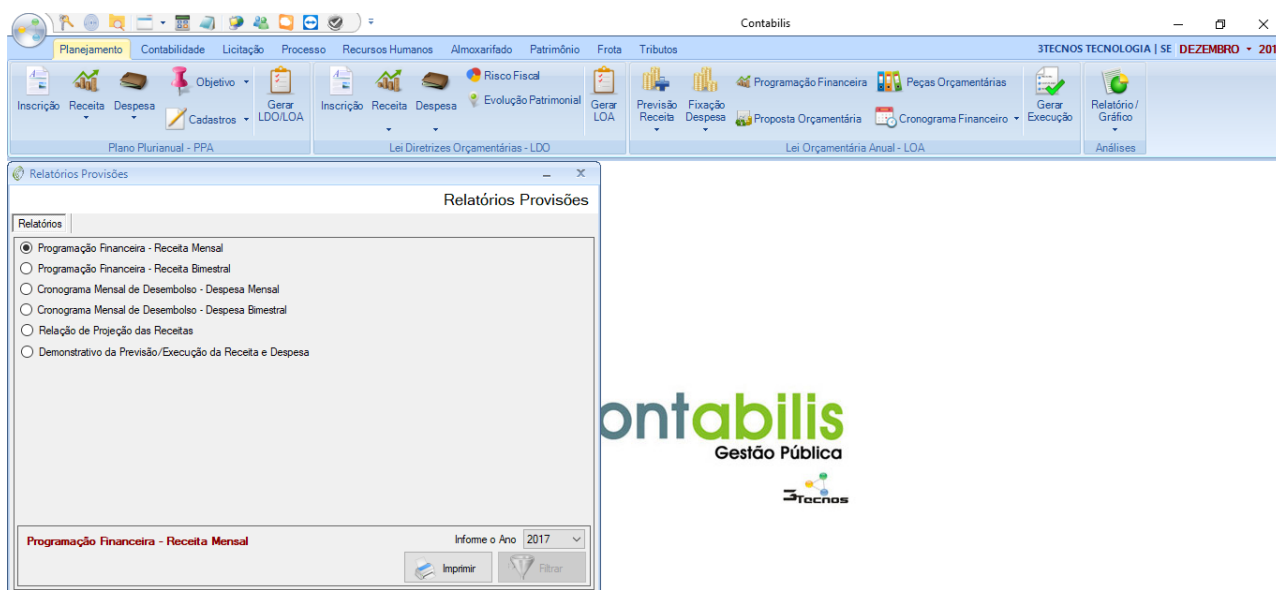 Contabilis
Planejamento Contabilidade Licitação Processo Recursos Humanos Almoxarifado Patrimônio Frota Tributos 3TECNOS TECNOLOGIA | SE DEZEMBRO 201
Inscrição Receita Despesa Objetivo Cadastros Gerar LDO/LOA
Plano Plurianual - PPA
Inscrição Receita Despesa Risco Fiscal Evolução Patrimonial Gerar LOA
Lei Diretrizes Orçamentárias - LDO
Previsão Receita Fixação Despesa Programação Financeira Proposta Orçamentária Peças Orçamentárias Cronograma Financeiro Gerar Execução
Lei Orçamentária Anual - LOA
Relatório / Gráfico
Análises
Relatórios Provisões
Relatórios Provisões
Relatórios
Programação Financeira - Receita Mensal
Programação Financeira - Receita Bimestral
Cronograma Mensal de Desembolso - Despesa Mensal
Cronograma Mensal de Desembolso - Despesa Bimestral
Relação de Projeção das Receitas
Demonstrativo da Previsão/Execução da Receita e Despesa
Programação Financeira - Receita Mensal
Informe o Ano 2017
Imprimir Filtrar
ontabilis
Gestão Pública
3Tecnos